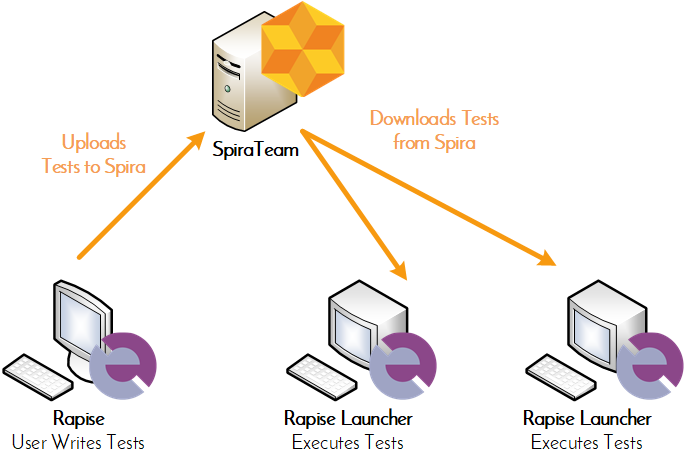 Uploads
Tests to Spira
Downloads Tests
from Spira
SpiraTeam
Rapise
User Writes Tests
Rapise Launcher
Executes Tests
Rapise Launcher
Executes Tests